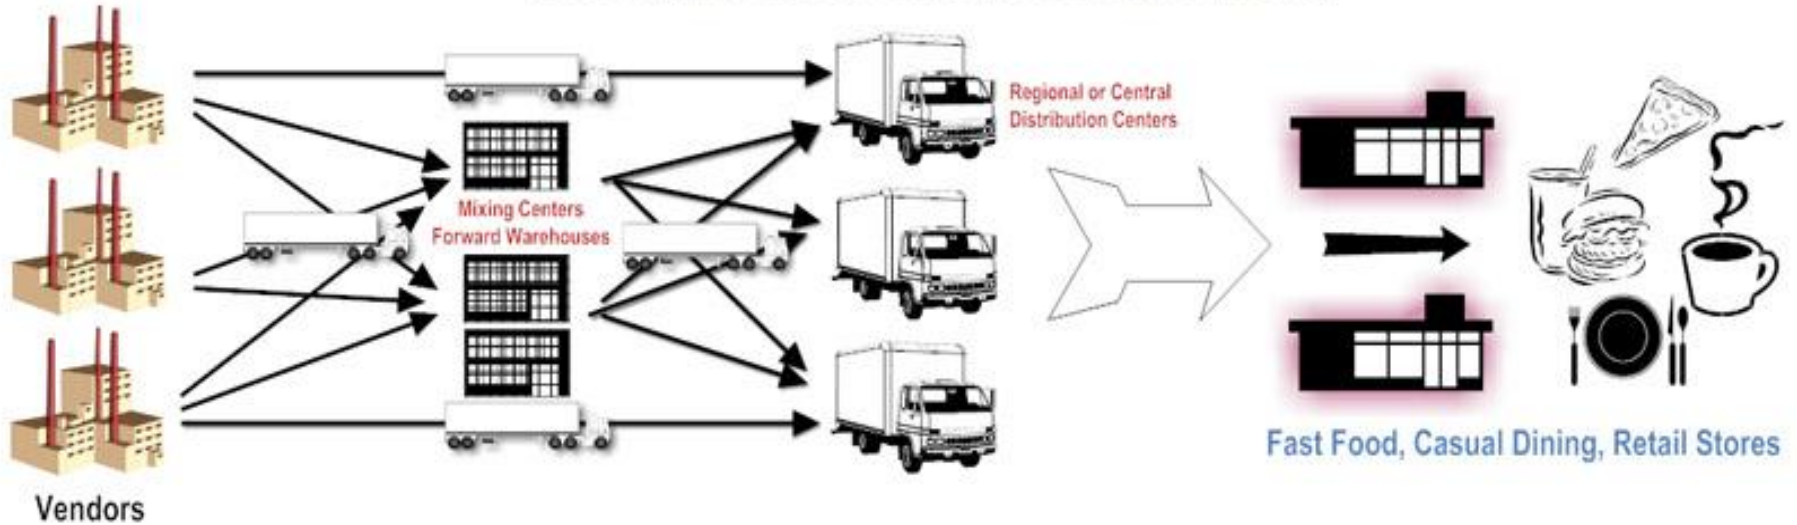 Regional or Central
Distribution Centers
Mixing Centers
Forward Warehouses
Fast Food, Casual Dining, Retail Stores
Vendors